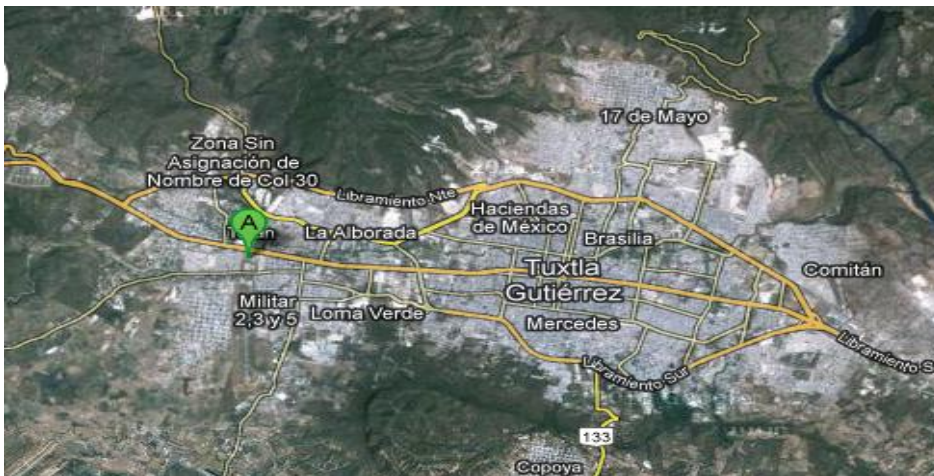 17 de Mayo
Zona Sin
Asignación de
Nombre de Col 30
Libramiento Nte
Haciendas
de México
A
La Alborada
Brasilia
Tuxtla
Gutiérrez
Comitán
Militar
2,3 y 5
Loma Verde
Mercedes
Libramiento S
Libramiento Sur
133
Copoya